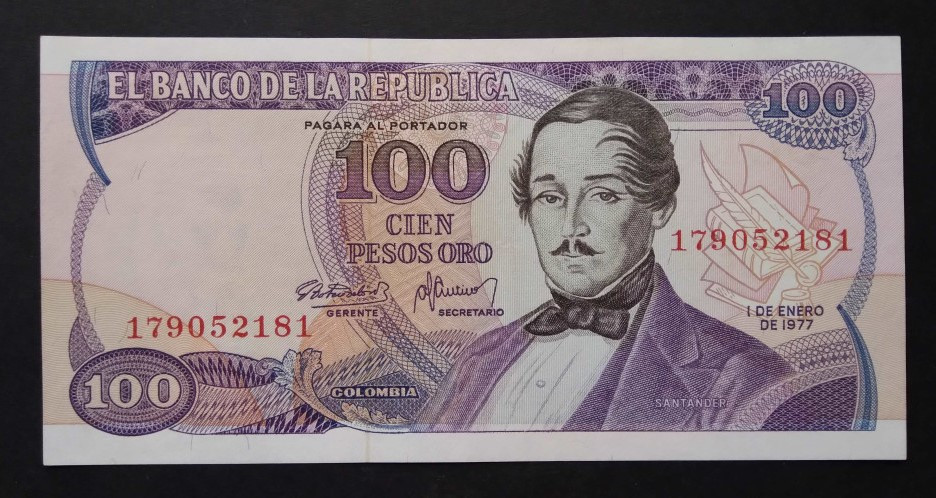 EL BANCO DE LA REPUBLICA
100
PAGARA AL PORTADOR
100
CIEN
PESOS ORO
179052181
GERENTE
SECRETARIO
1 DE ENERO
DE 1977
179052181
100
COLOMBIA
SANTANDER